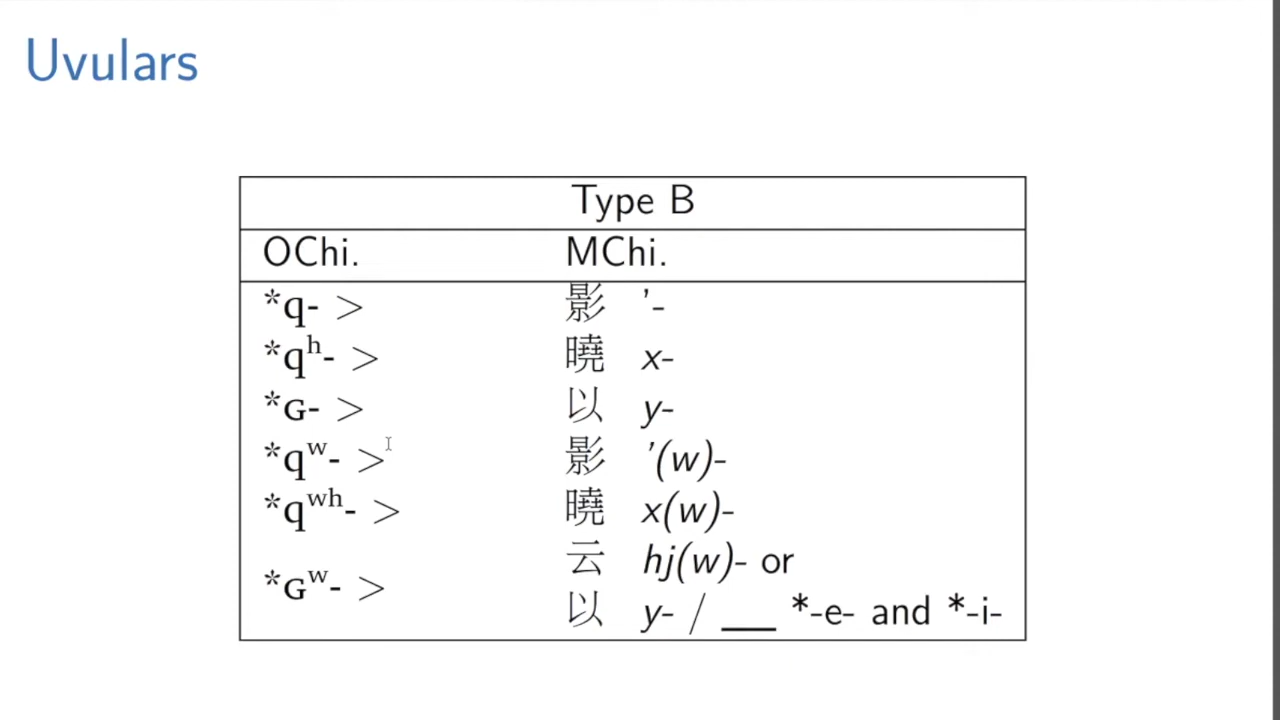 Uvulars
Type B
OChi. MChi.
*q- > 影 ’-
*qʰ- > 曉 x-
*ɢ- > 以 y-
*qʷ- > 影 ’(w)-
*qʷʰ- > 曉 x(w)-
*ɢʷ- > 云 hj(w)- or
以 y- / ___ *-e- and *-i-